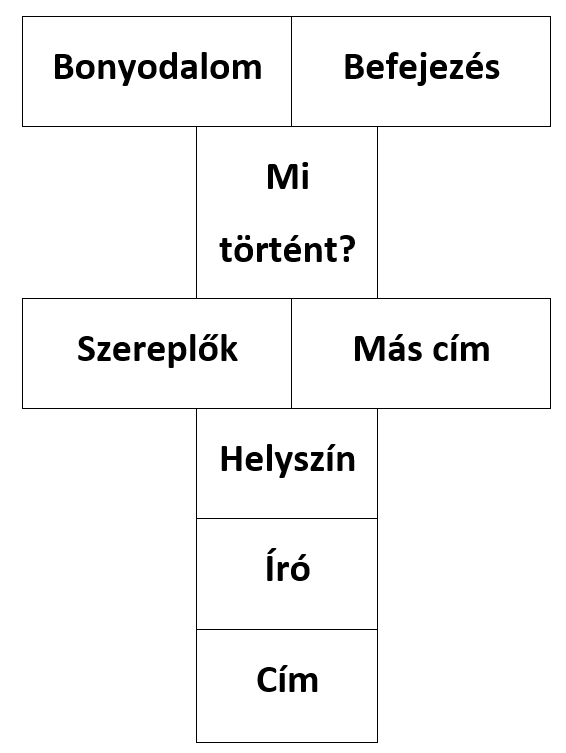 Bonyodalom Befejezés
Mi
történt?
Szereplők Más cím
Helyszín
Író
Cím